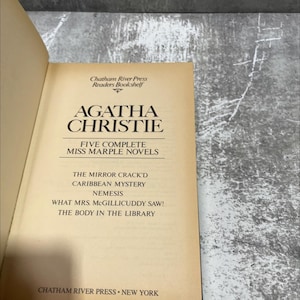 Chatham River Press
Readers Bookshelf
AGATHA
CHRISTIE
FIVE COMPLETE
MISS MARPLE NOVELS
THE MIRROR CRACK'D
CARIBBEAN MYSTERY
NEMESIS
WHAT MRS. McGILLICUDDY SAW!
THE BODY IN THE LIBRARY
CHATHAM RIVER PRESS • NEW YORK